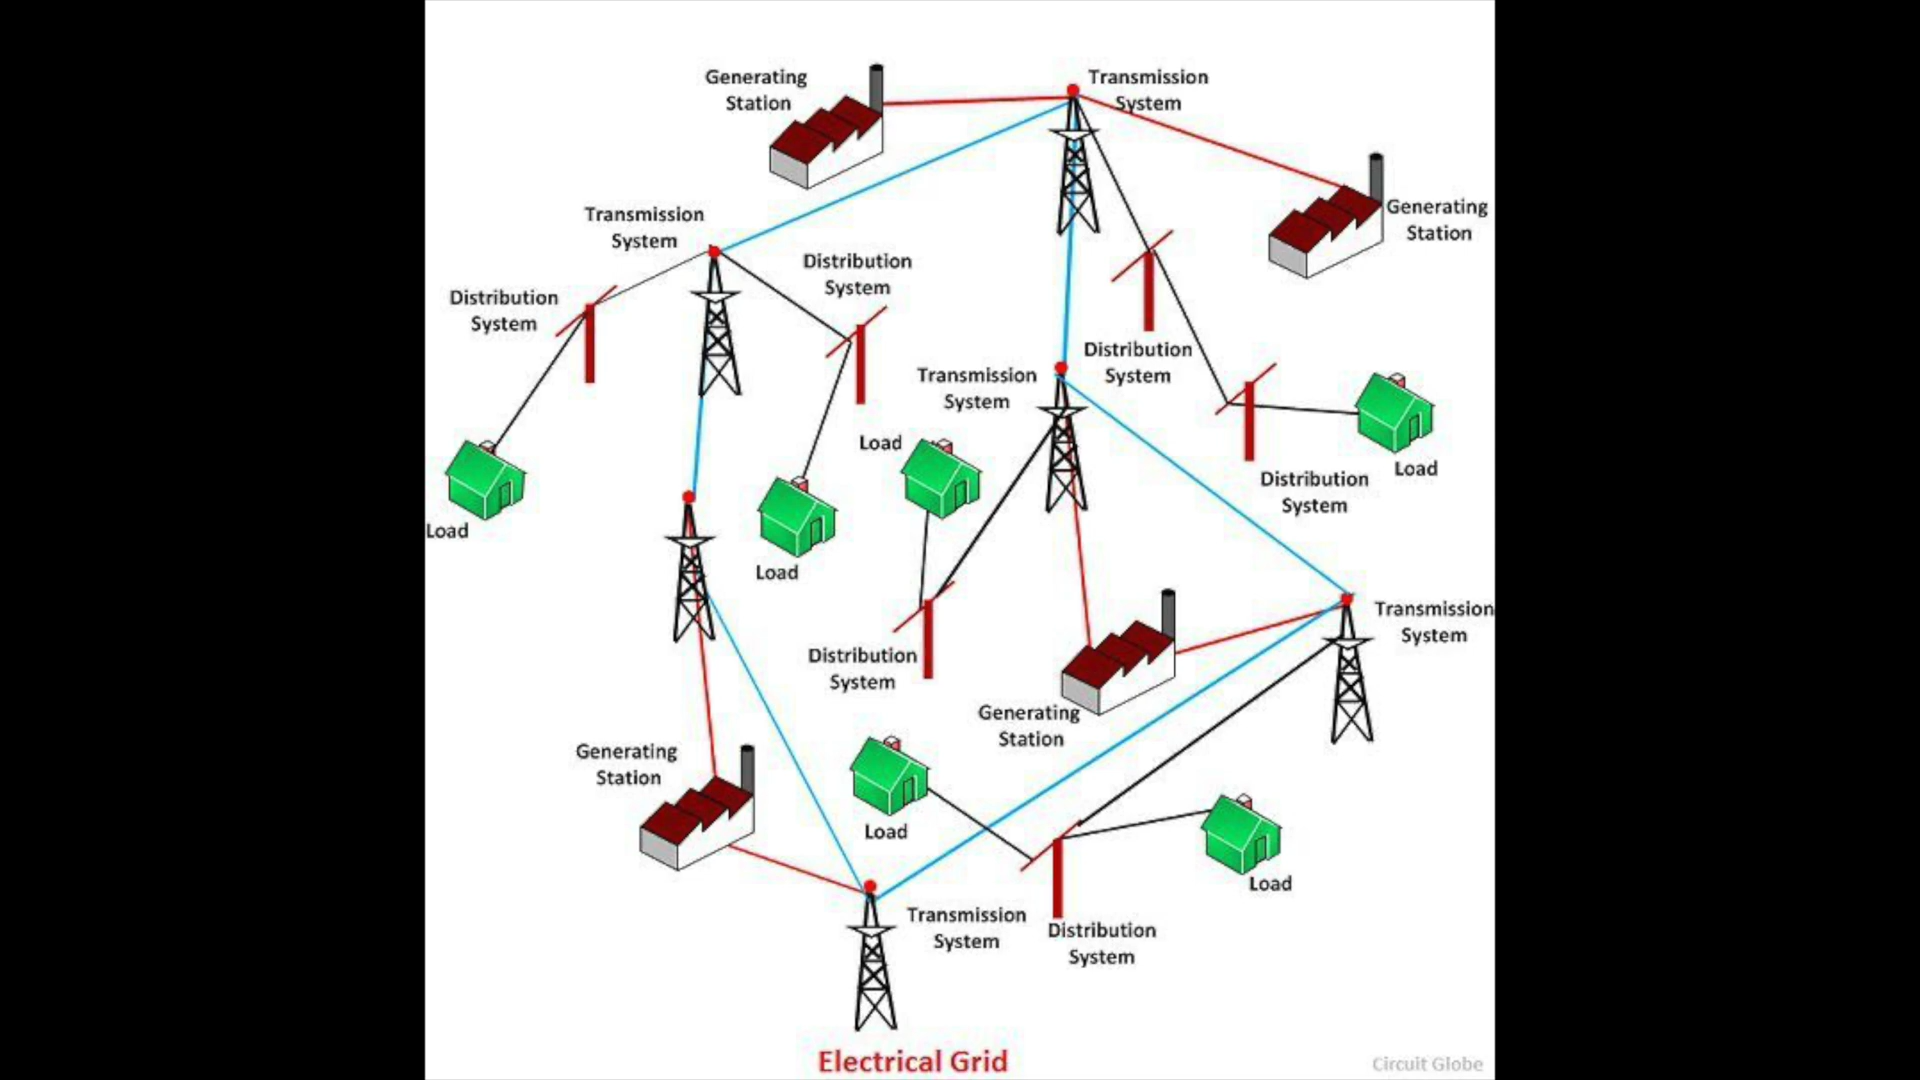 Generating
Station
Transmission
System
Generating
Station
Transmission
System
Distribution
System
Distribution
System
Distribution
System
Transmission
System
Load
Load
Distribution
System
Load
Load
Transmission
System
Distribution
System
Generating
Station
Generating
Station
Load
Load
Transmission
System
Distribution
System
Electrical Grid
Circuit Globe